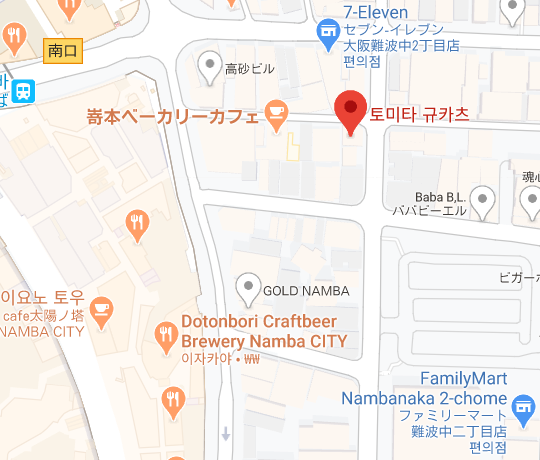 7-Eleven
セブン-イレブン
大阪難波中2丁目店
편의점
南口
高砂ビル
ば
嵜本ベーカリーカフェ
토미타 규카츠
魂心
Baba B,L.
ババビーエル
ビガーホ
GOLD NAMBA
이요노 토우
cafe太陽ノ塔
NAMBA CITY
Dotonbori Craftbeer
Brewery Namba CITY
이자카야 • ₩₩
FamilyMart
Nambanaka 2-chome
ファミリーマート
難波中二丁目店
편의점